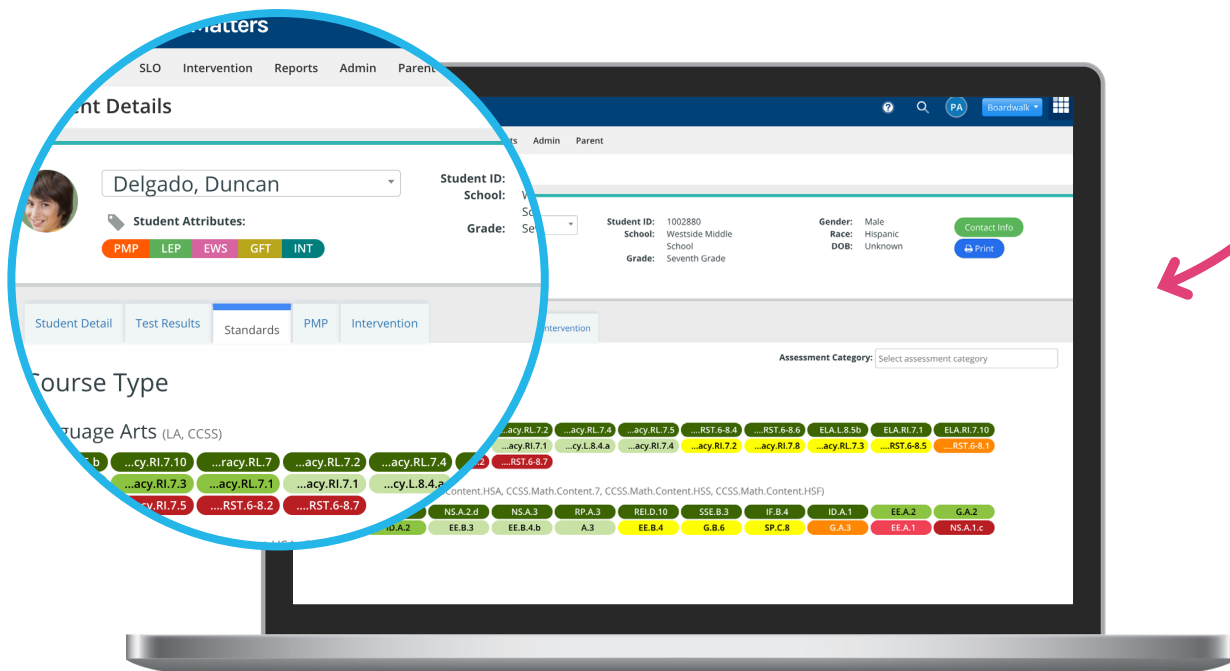 Matters
SLO Intervention Reports Admin Parent
Details
Delgado, Duncan
Student Attributes:
PMP LEP EWS GFT INT
Student ID:
School:
Grade:
Student Detail Test Results Standards PMP Intervention
Course Type
Arts (LA, CCSS)
...cy.RI.7.10 ...racy.RL.7 ...acy.RL.7.2 ...acy.RL.7.4
...acy.RI.7.3 ...acy.RL.7.1 ...acy.RI.7.1 ...cy.L.8.4.a
....RST.6-8.2 ....RST.6-8.7
PA Boardwalk
Admin Parent
Student ID: 1002880
School: Westside Middle
School
Grade: Seventh Grade
Gender: Male
Race: Hispanic
DOB: Unknown
Contact Info
Print
Intervention
Assessment Category: Select assessment category
...acy.RL.7.2 ...acy.RL.7.4 ...acy.RL.7.5 ....RST.6-8.4 ....RST.6-8.6 ELA.L.8.5b ELA.RI.7.1 ELA.RI.7.10
...acy.RI.7.1 ...cy.L.8.4.a ...acy.RI.7.4 ...acy.RI.7.2 ...acy.RI.7.8 ...acy.RL.7.3 ....RST.6-8.5 ....RST.6-8.1
....RST.6-8.7
Content.HSA, CCSS.Math.Content.7, CCSS.Math.Content.HSS, CCSS.Math.Content.HSF)
NS.A.2.d NS.A.3 RP.A.3 REI.D.10 SSE.B.3 IF.B.4 ID.A.1 EE.A.2 G.A.2
ID.A.2 EE.B.3 EE.B.4.b A.3 EE.B.4 G.B.6 SP.C.8 G.A.3 EE.A.1 NS.A.1.c